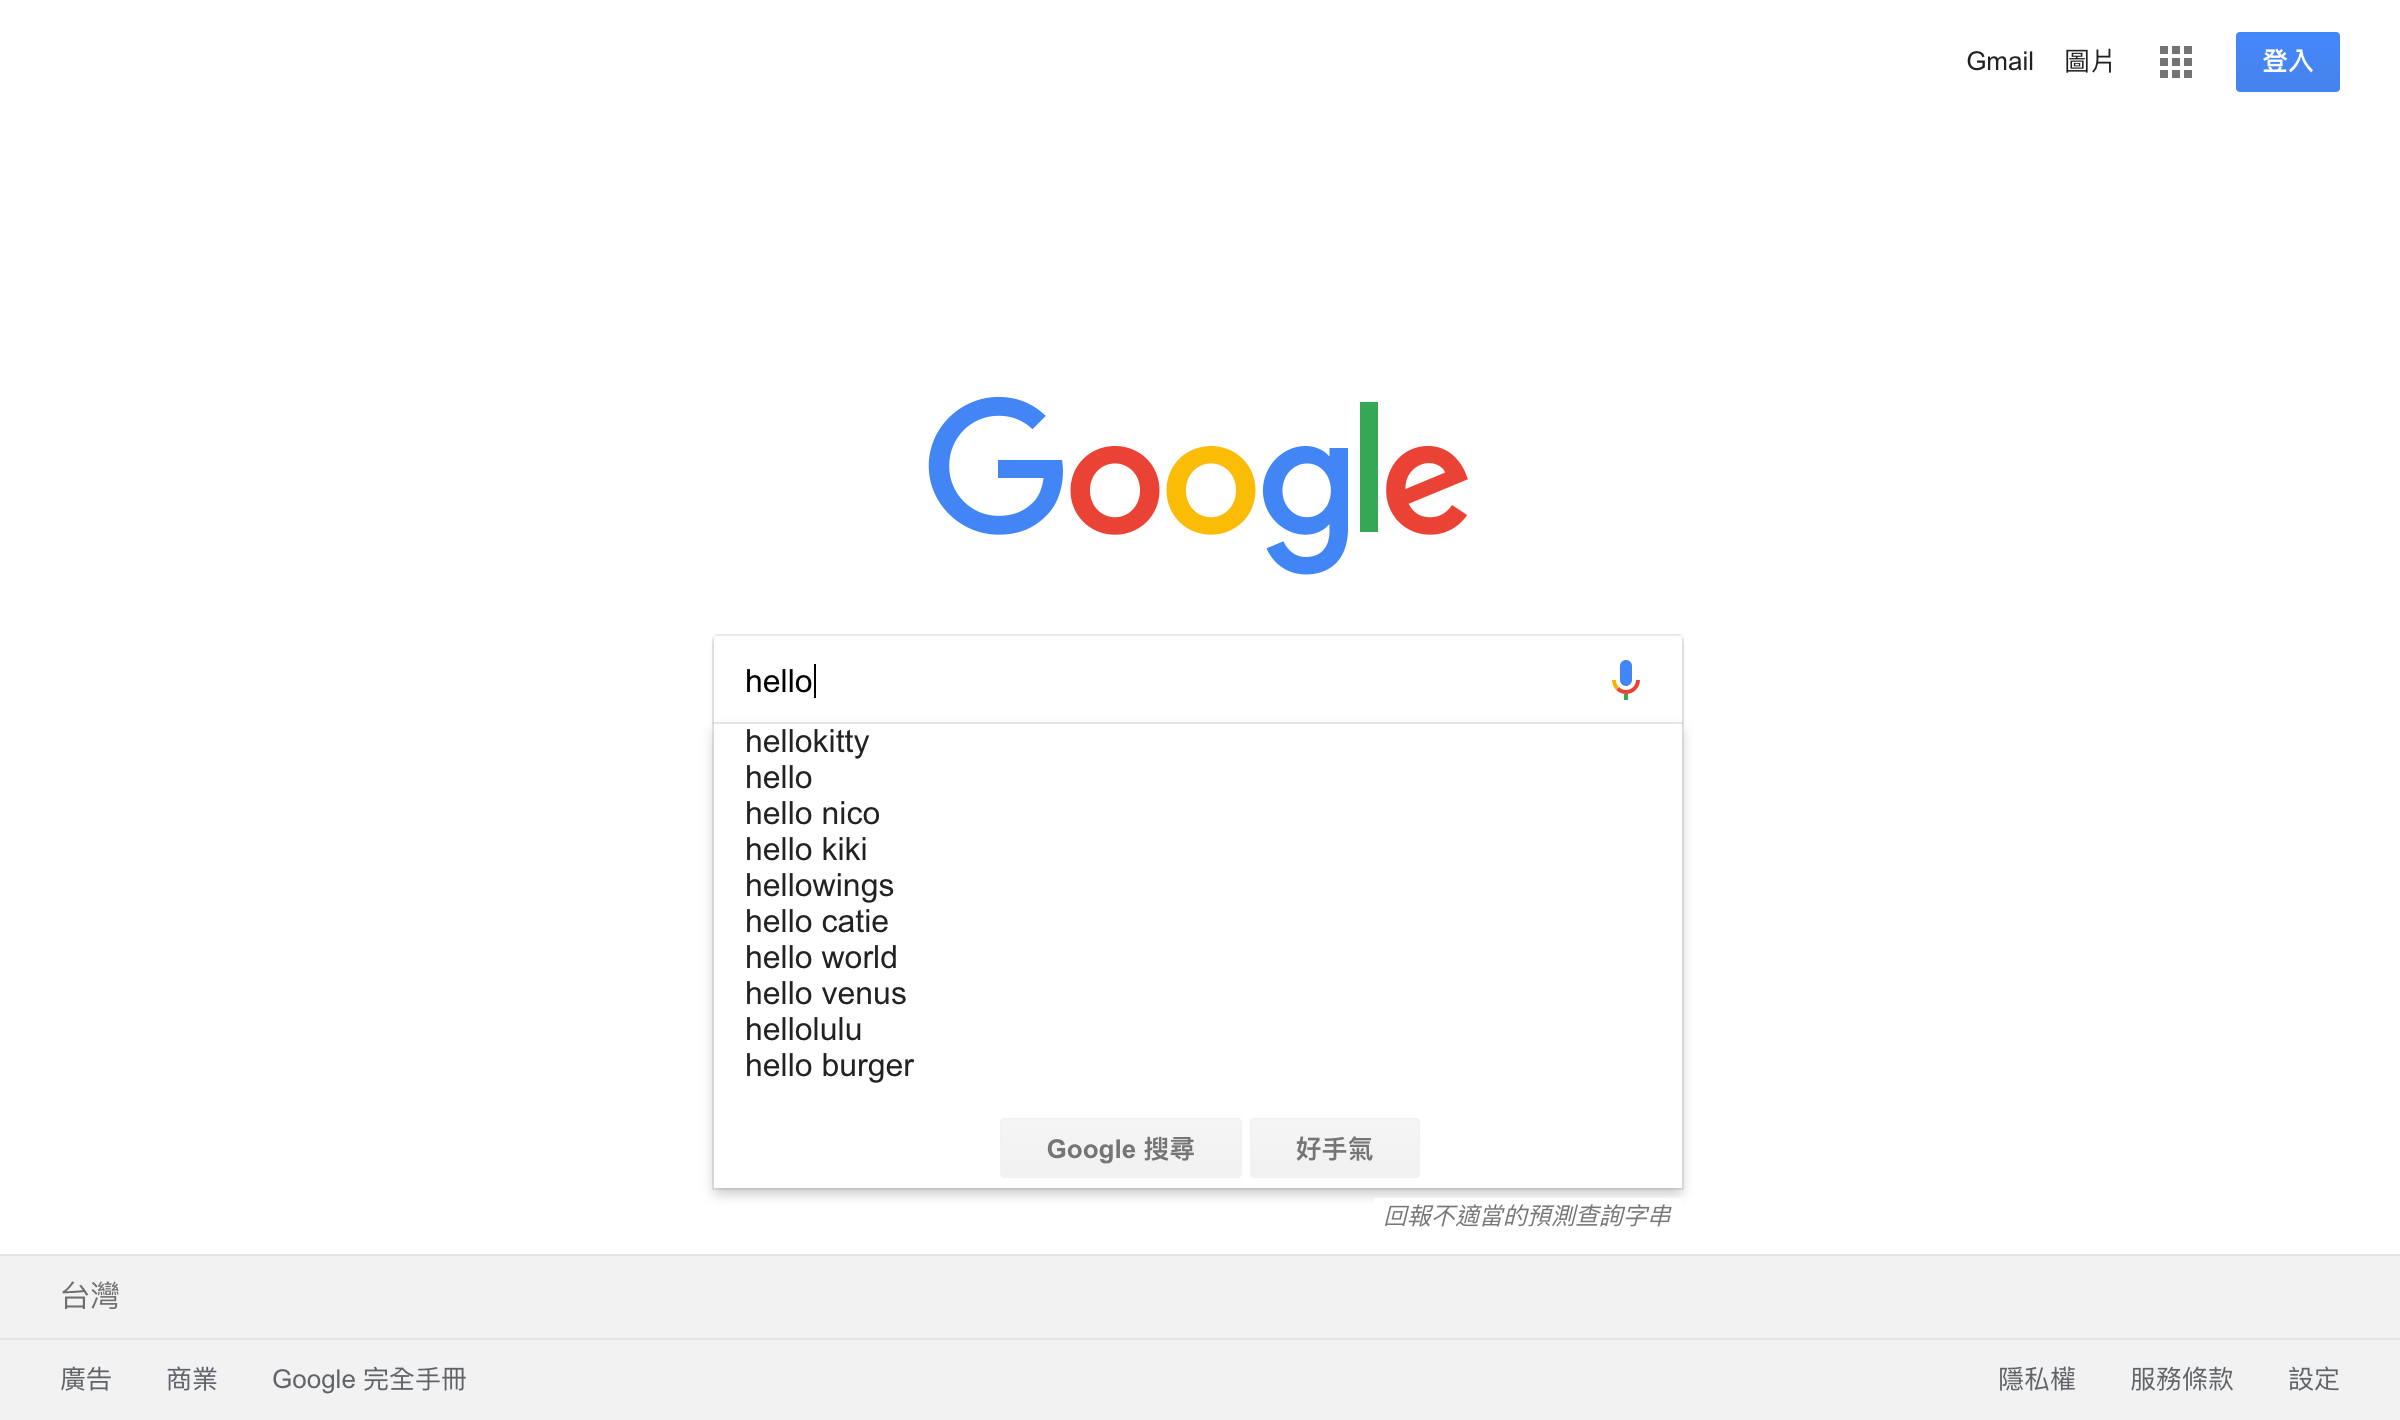 Gmail 圖片 登入
Google
hello
hellokitty
hello
hello nico
hello kiki
hellowings
hello catie
hello world
hello venus
hellolulu
hello burger
Google 搜尋 好手氣
回報不適當的預測查詢字串
台灣
廣告 商業 Google 完全手冊 隱私權 服務條款 設定